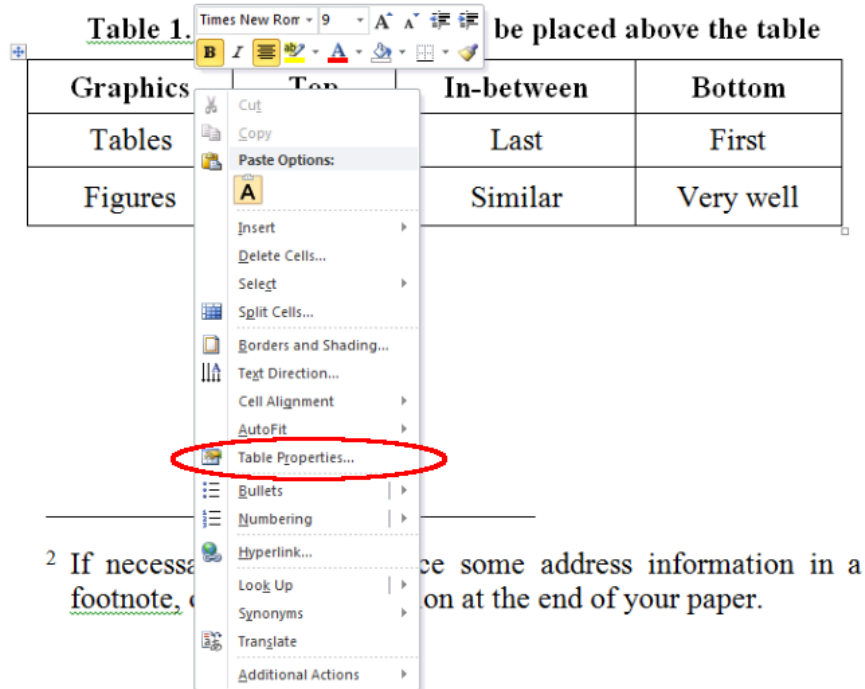 Times New Rom 9
Table 1. be placed above the table
B I
Graphics Top In-between Bottom
Cut
Tables Last First
Copy
Paste Options:
A
Figures Similar Very well
Insert
Delete Cells...
Select
Split Cells...
Borders and Shading...
Text Direction...
Cell Alignment
AutoFit
Table Properties...
Bullets
Numbering
Hyperlink...
2 If necessa ce some address information in a
Look Up
footnote, on at the end of your paper.
Synonyms
Translate
Additional Actions